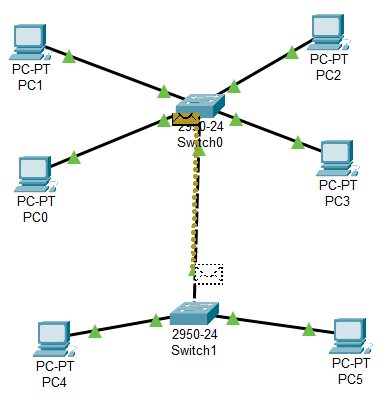 PC-PT
PC1
PC-PT
PC2
2950-24
Switch0
PC-PT
PC0
PC-PT
PC3
2950-24
Switch1
PC-PT
PC4
PC-PT
PC5